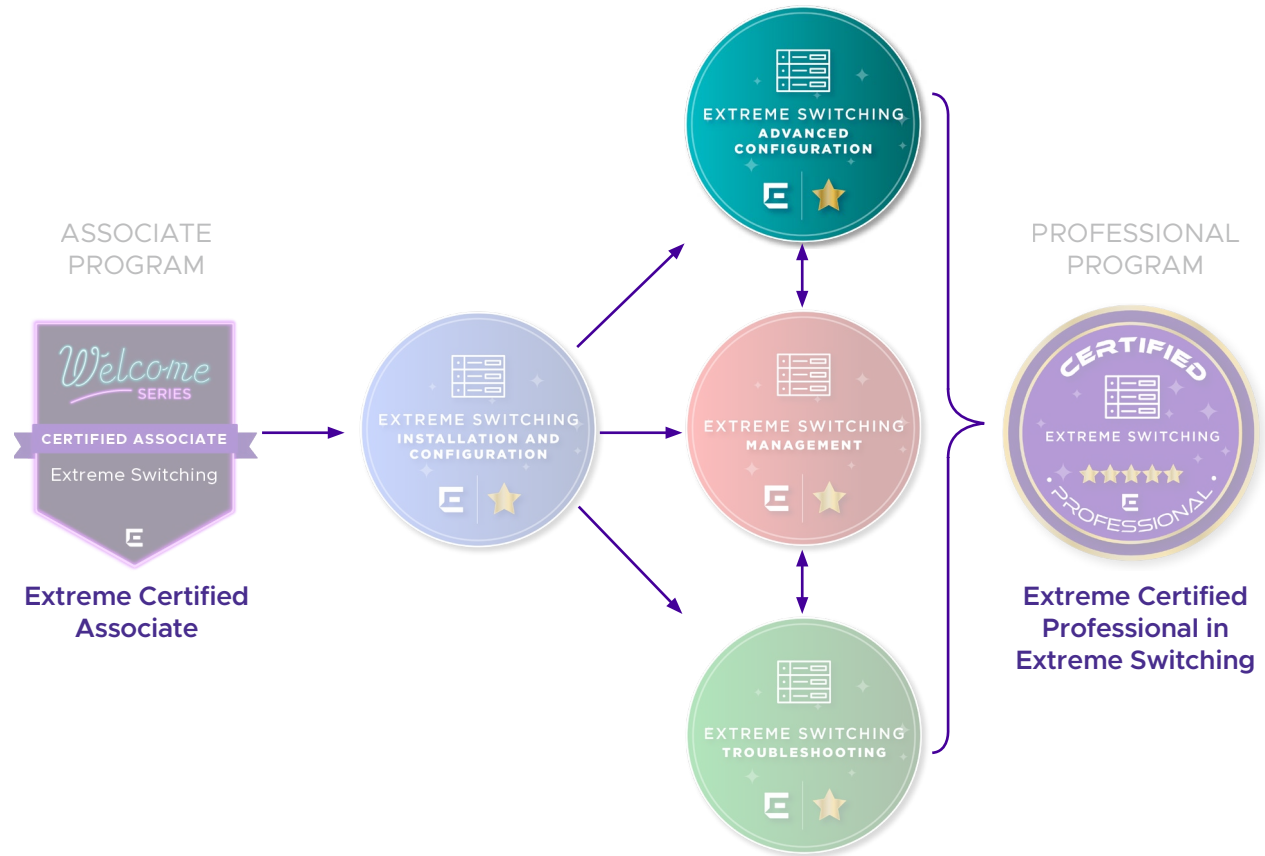 ASSOCIATE
PROGRAM
Welcome
SERIES
CERTIFIED ASSOCIATE
Extreme Switching
Extreme Certified
Associate
EXTREME SWITCHING
INSTALLATION AND
CONFIGURATION
EXTREME SWITCHING
ADVANCED
CONFIGURATION
EXTREME SWITCHING
MANAGEMENT
EXTREME SWITCHING
TROUBLESHOOTING
PROFESSIONAL
PROGRAM
CERTIFIED
EXTREME SWITCHING
PROFESSIONAL
Extreme Certified
Professional in
Extreme Switching